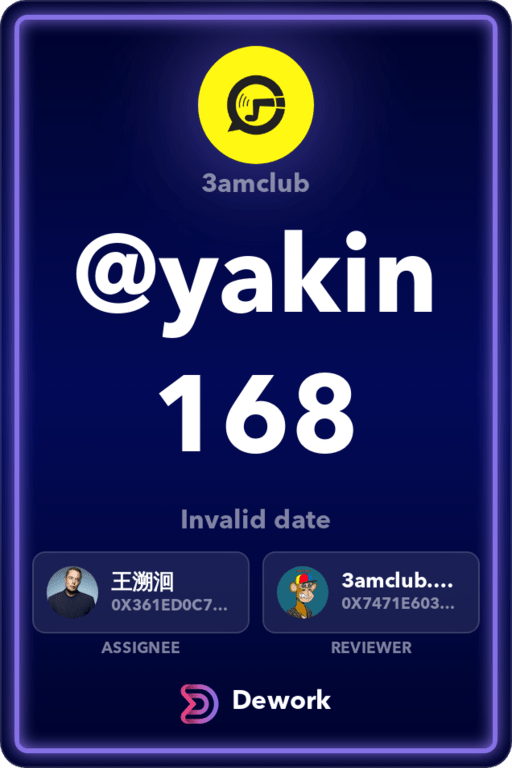 3amclub
@yakin
168
Invalid date
王溯洄
0X361ED0C7...
ASSIGNEE
3amclub....
0X7471E603...
REVIEWER
Dework